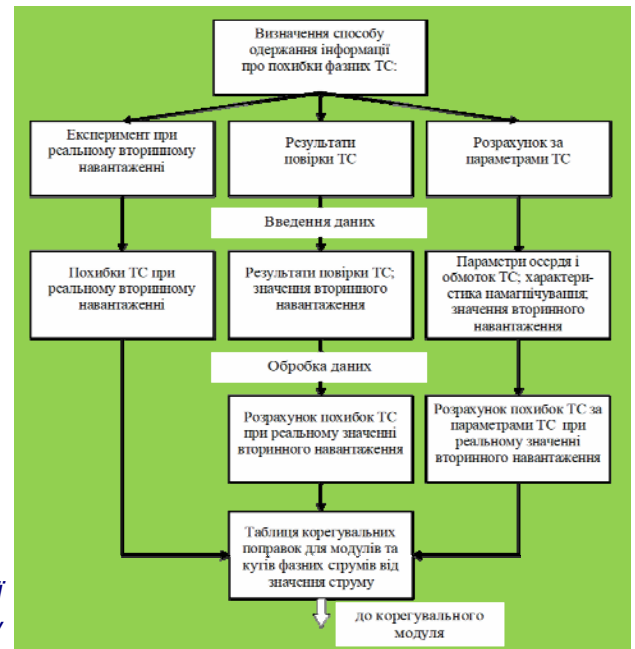 Визначення способу
одержання інформації
про похибки фазних ТС:
Експеримент при
реальному вторинному
навантаженні
Результати
повірки ТС
Розрахунок за
параметрами ТС
Введення даних
Похибки ТС при
реальному вторинному
навантаженні
Результати повірки ТС;
значення вторинного
навантаження
Параметри осердя і
обмоток ТС; характери-
стика намагнічування;
значення вторинного
навантаження
Обробка даних
Розрахунок похибок ТС
при реальному значенні
вторинного навантаження
Розрахунок похибок ТС за
параметрами ТС при
реальному значенні
вторинного навантаження
Таблиця корегувальних
поправок для модулів та
кутів фазних струмів від
значення струму
до корегувального
модуля